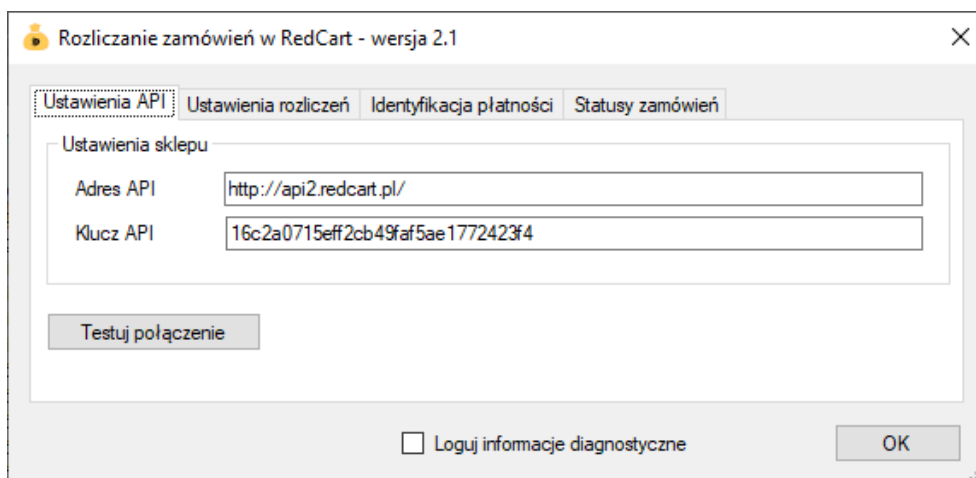 Rozliczanie zamówień w RedCart - wersja 2.1
Ustawienia API Ustawienia rozliczeń Identyfikacja płatności Statusy zamówień
Ustawienia sklepu
Adres API http://api2.redcart.pl/
Klucz API 16c2a0715eff2cb49faf5ae1772423f4
Testuj połączenie
Loguj informacje diagnostyczne OK